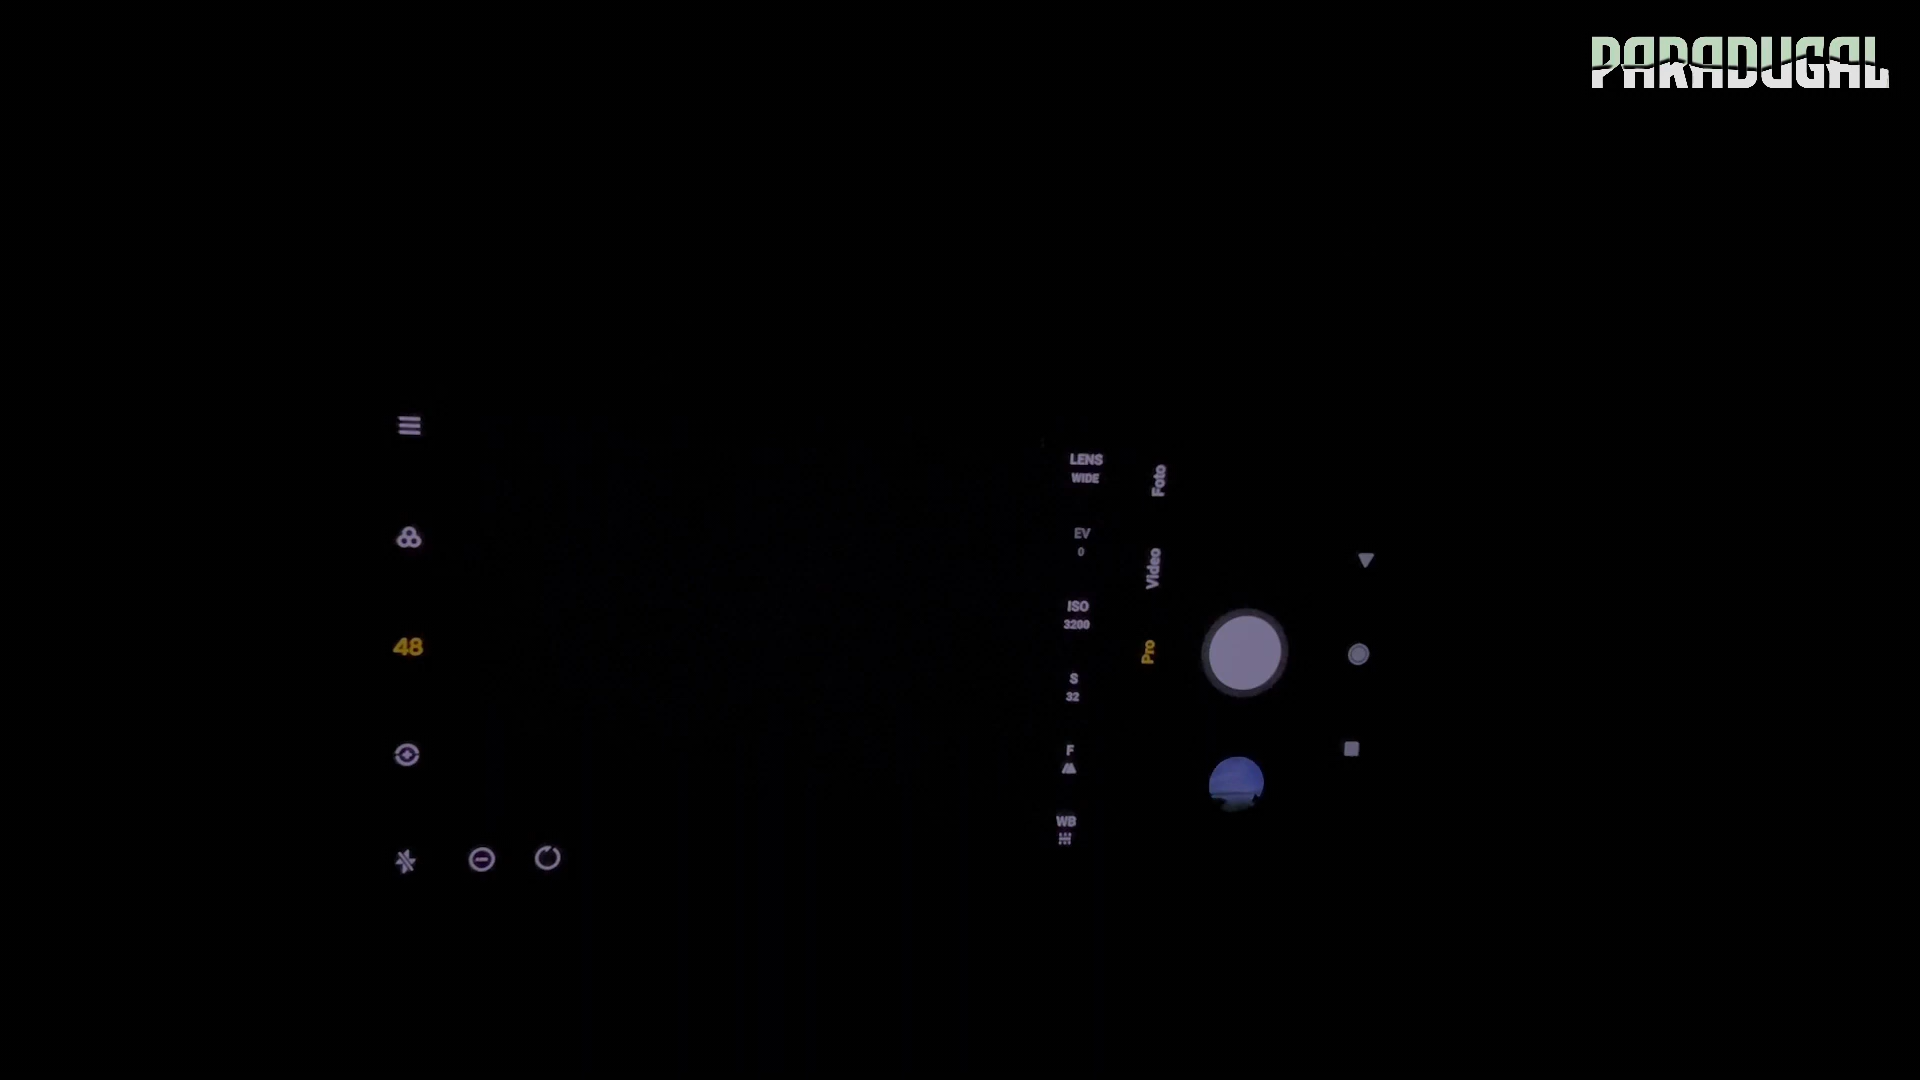 PARADUGAL
LENS
WIDE
EV
0
ISO
3200
S
32
F
WB
Foto
Video
Pro
48